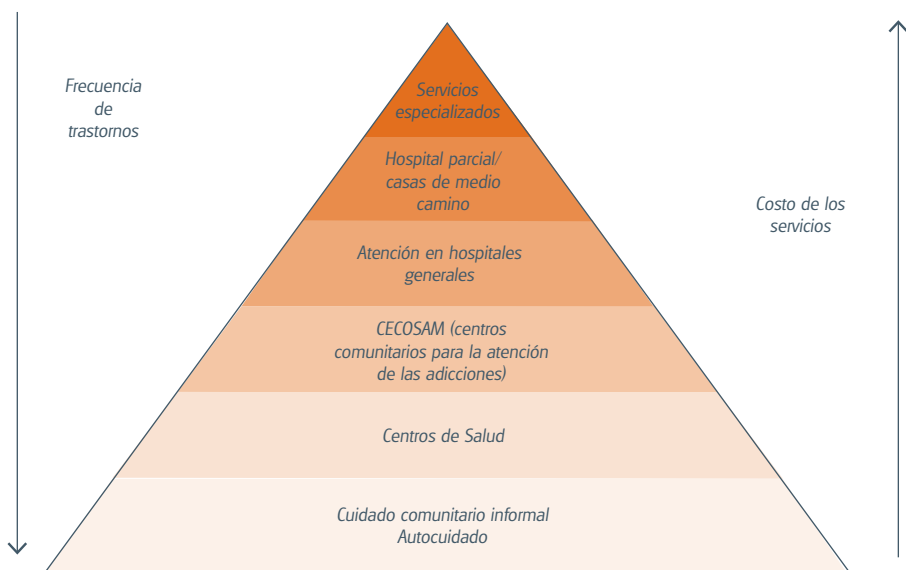 Frecuencia
de
trastornos
Servicios
especializados
Hospital parcial/
casas de medio
camino
Costo de los
servicios
Atención en hospitales
generales
CECOSAM (centros
comunitarios para la atención
de las adicciones)
Centros de Salud
Cuidado comunitario informal
Autocuidado